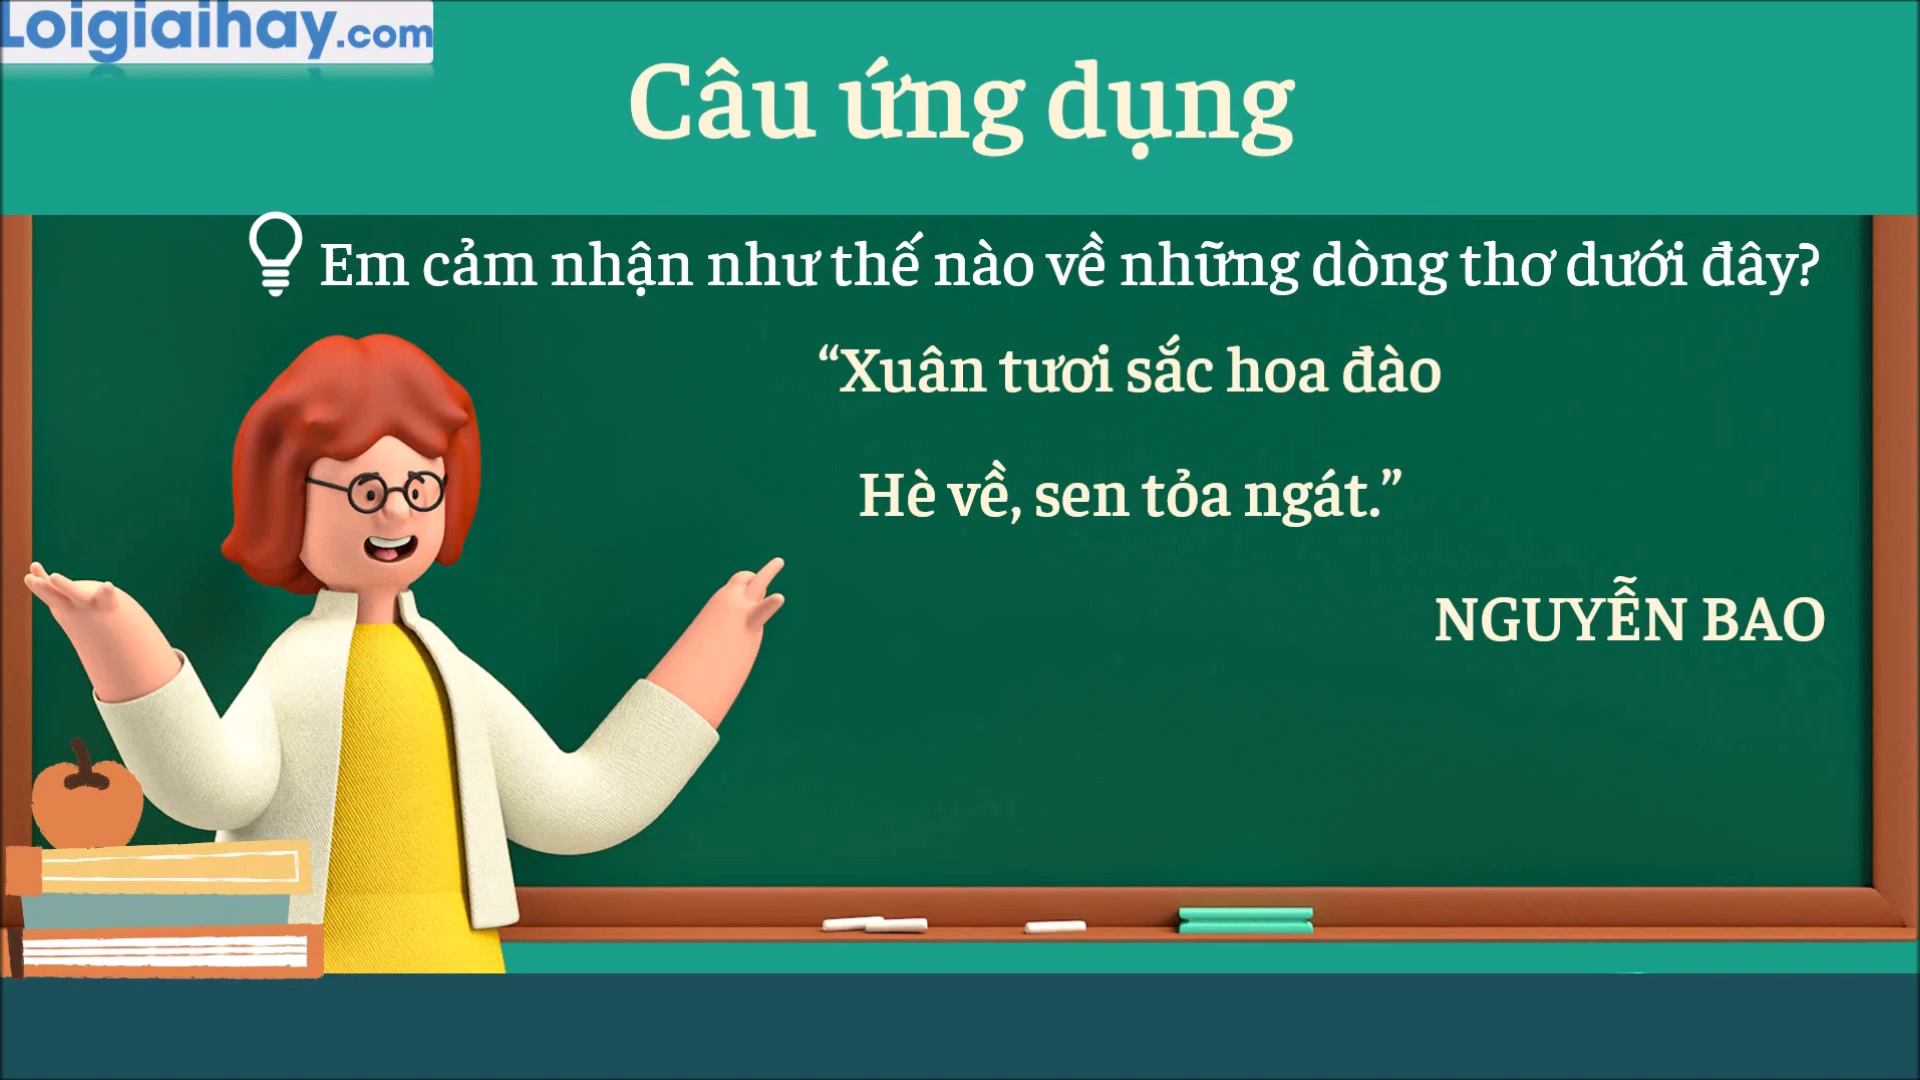 Loigiaihay.com
Câu ứng dụng
Em cảm nhận như thế nào về những dòng thơ dưới đây?
“Xuân tươi sắc hoa đào
Hè về, sen tỏa ngát.”
NGUYỄN BAO